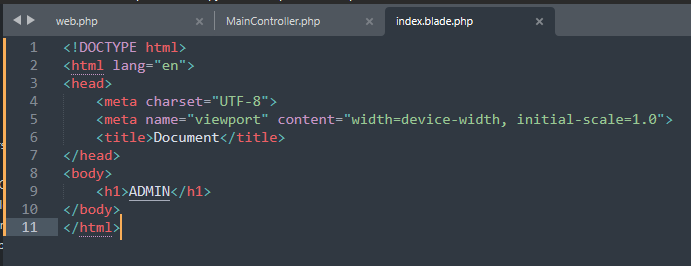 web.php × MainController.php × index.blade.php ×
1 <!DOCTYPE html>
2 <html lang="en">
3 <head>
4     <meta charset="UTF-8">
5     <meta name="viewport" content="width=device-width, initial-scale=1.0">
6     <title>Document</title>
7 </head>
8 <body>
9     <h1>ADMIN</h1>
10 </body>
11 </html>